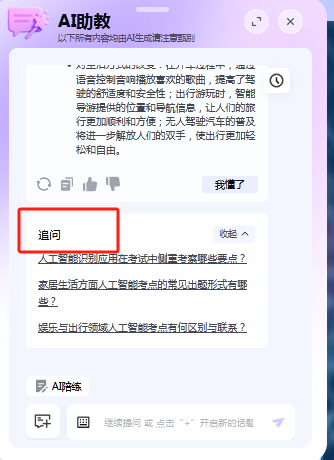 AI助教
以下所有内容均由AI生成请注意甄别
对生活方式的改变：在开车过程中，通过
语音控制音响播放喜欢的歌曲，提高了驾
驶的舒适度和安全性；出行游玩时，智能
导游提供的位置和导航信息，让人们的旅
行更加顺利和方便；无人驾驶汽车的普及
将进一步解放人们的双手，使出行更加轻
松和自由。
我懂了
追问
收起
人工智能识别应用在考试中侧重考察哪些要点？
家居生活方面人工智能考点的常见出题形式有哪
些？
娱乐与出行领域人工智能考点有何区别与联系？
AI陪练
继续提问 或 点击“+”开启新的话题